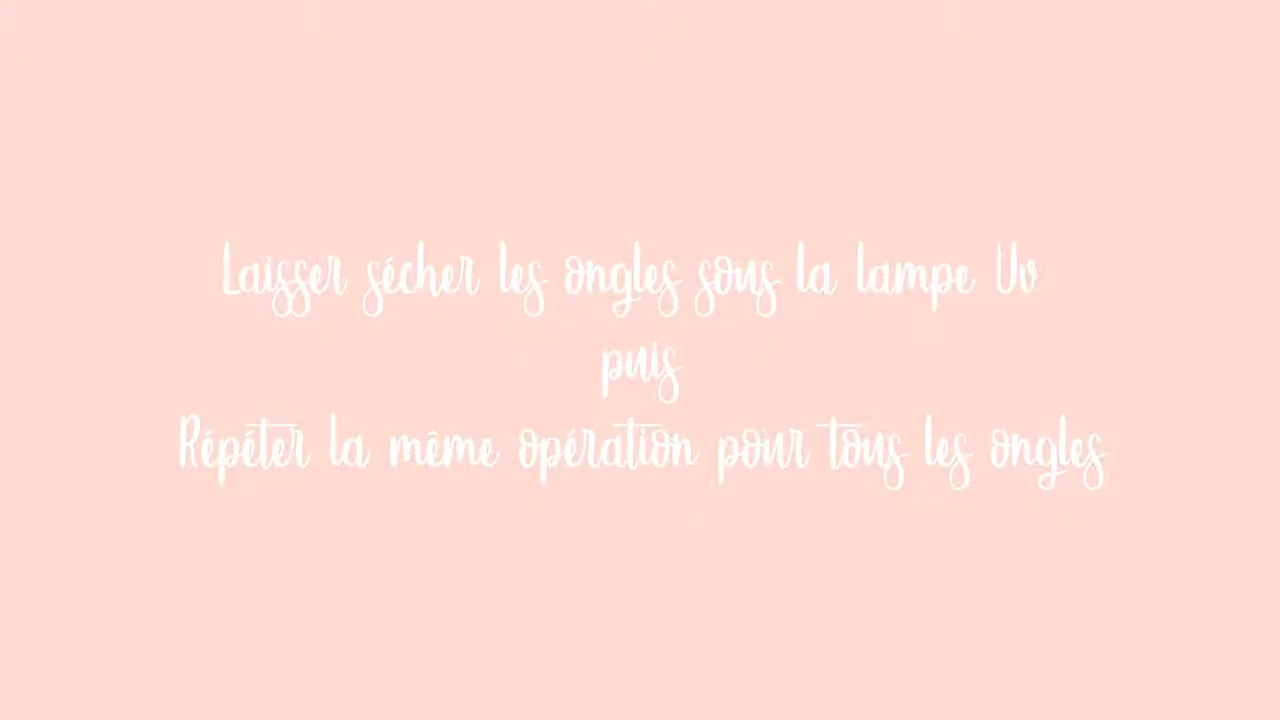 Laisser sécher les ongles sous la lampe Uv
puis
Répéter la même opération pour tous les ongles